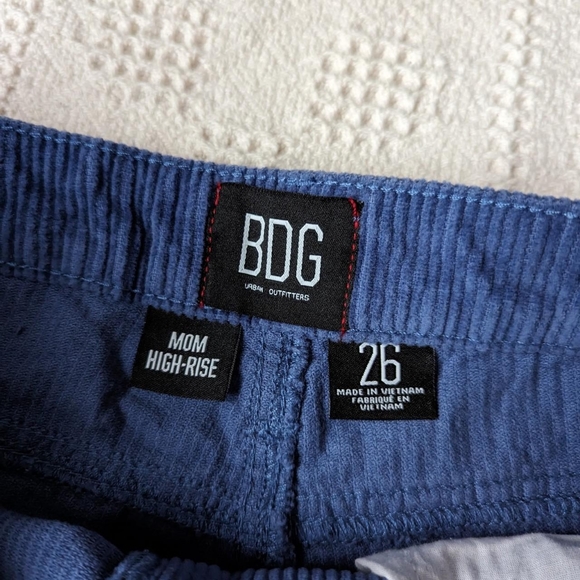 BDG
URBAN OUTFITTERS
MOM
HIGH-RISE
26
MADE IN VIETNAM
FABRIQUÉ EN
VIETNAM